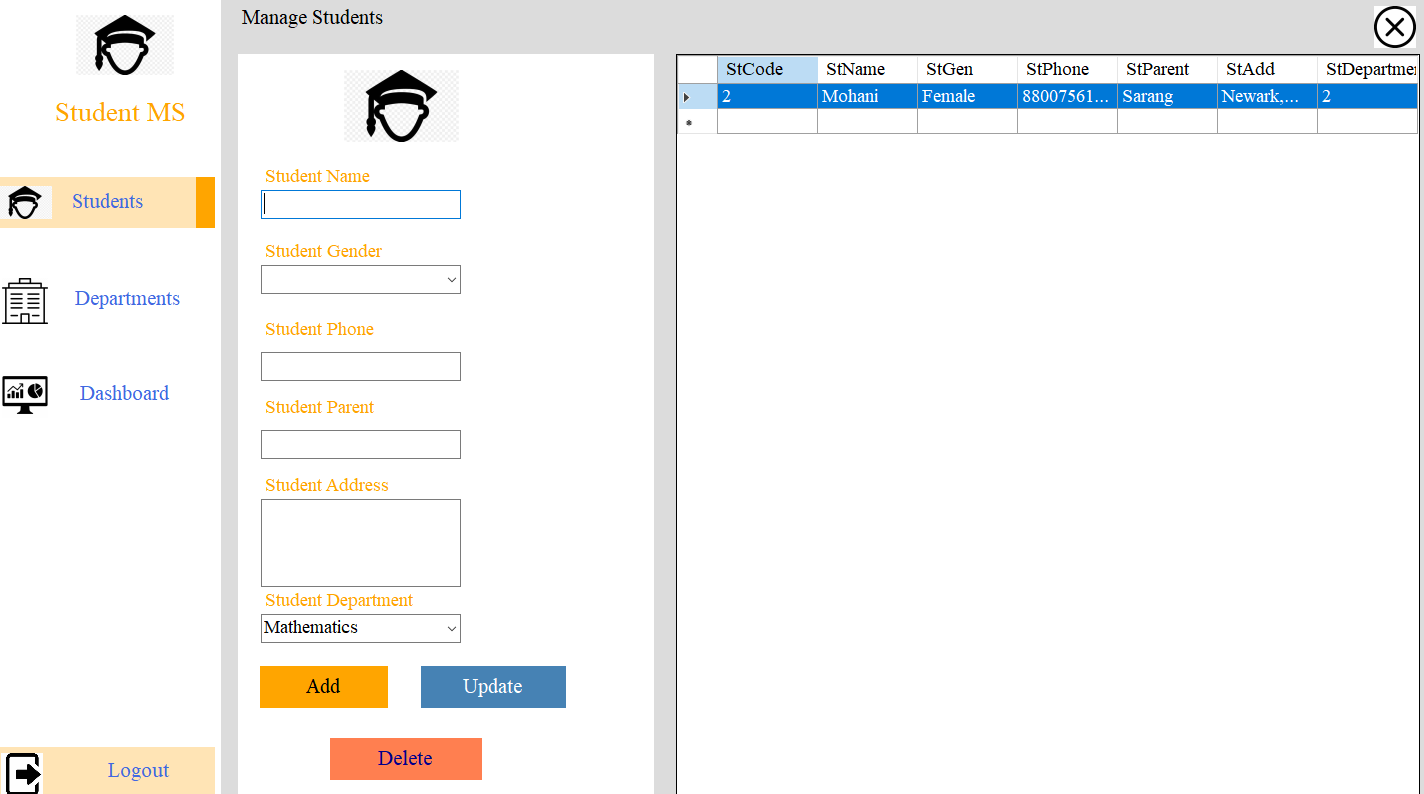 Manage Students
Student MS
Students
Departments
Dashboard
Logout
Student Name
Student Gender
Student Phone
Student Parent
Student Address
Student Department
Mathematics
Add Update
Delete
StCode StName StGen StPhone StParent StAdd StDepartme
2 Mohani Female 88007561... Sarang Newark,... 2